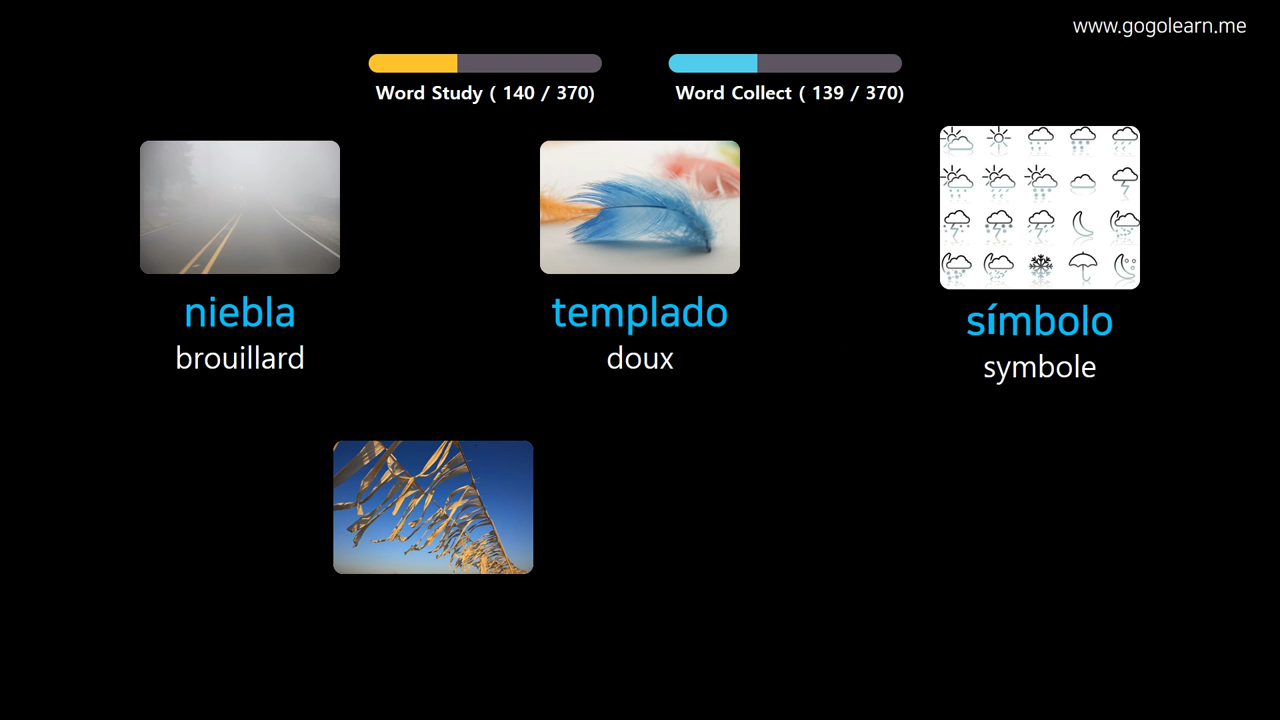 www.gogolearn.me
Word Study ( 140 / 370)
Word Collect ( 139 / 370)
niebla
brouillard
templado
doux
símbolo
symbole